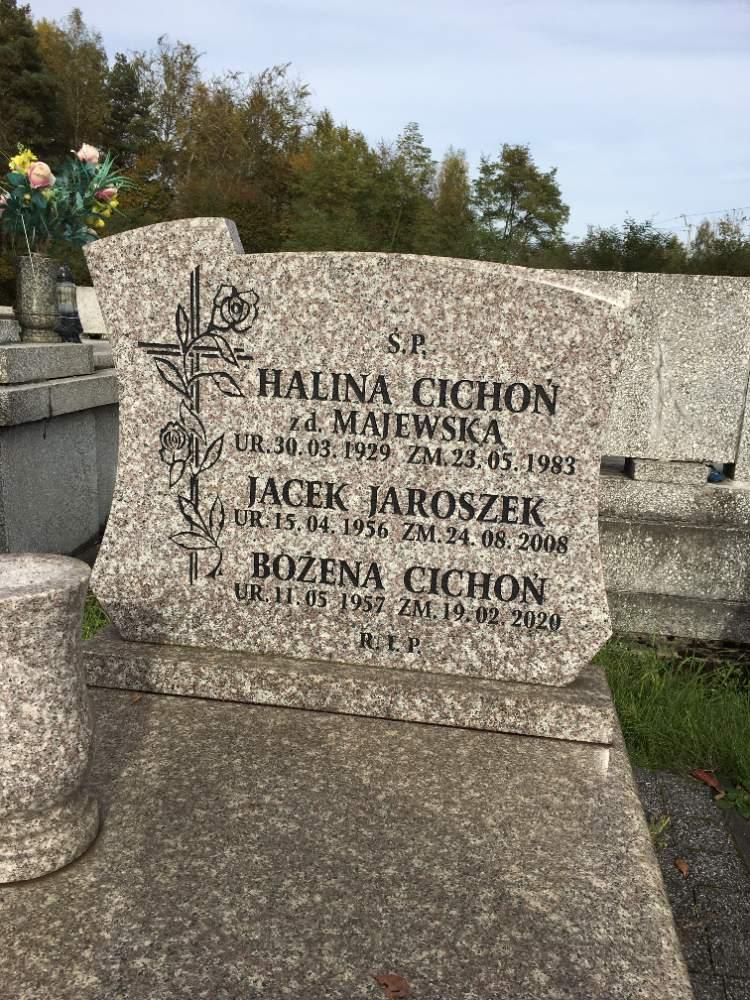 Ś.P.
HALINA CICHOŃ
z d. MAJEWSKA
UR. 30. 03. 1929 ZM. 23. 05. 1983
JACEK JAROSZEK
UR. 15. 04. 1956 ZM. 24. 08. 2008
BOŻENA CICHOŃ
UR. 11. 05 1957 ZM. 19. 02. 2020
R. I. P.